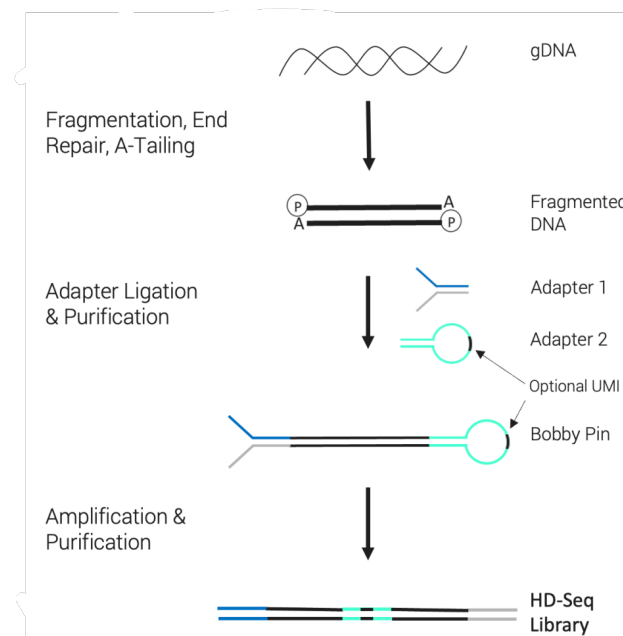 gDNA
Fragmentation, End
Repair, A-Tailing
P
A
A
P
Fragmented
DNA
Adapter Ligation
& Purification
Adapter 1
Adapter 2
Optional UMI
Bobby Pin
Amplification &
Purification
HD-Seq
Library